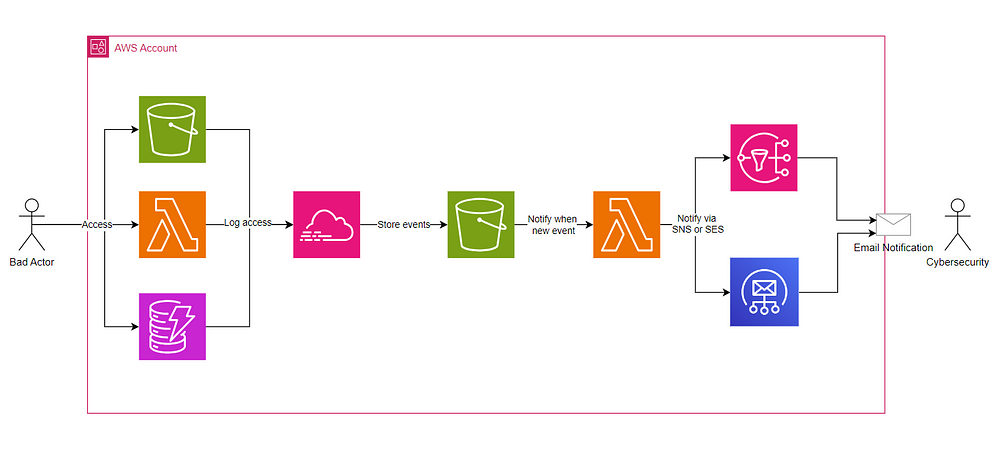 AWS Account
Bad Actor
Access
Log access
Store events
Notify when
new event
Notify via
SNS or SES
Email Notification
Cybersecurity